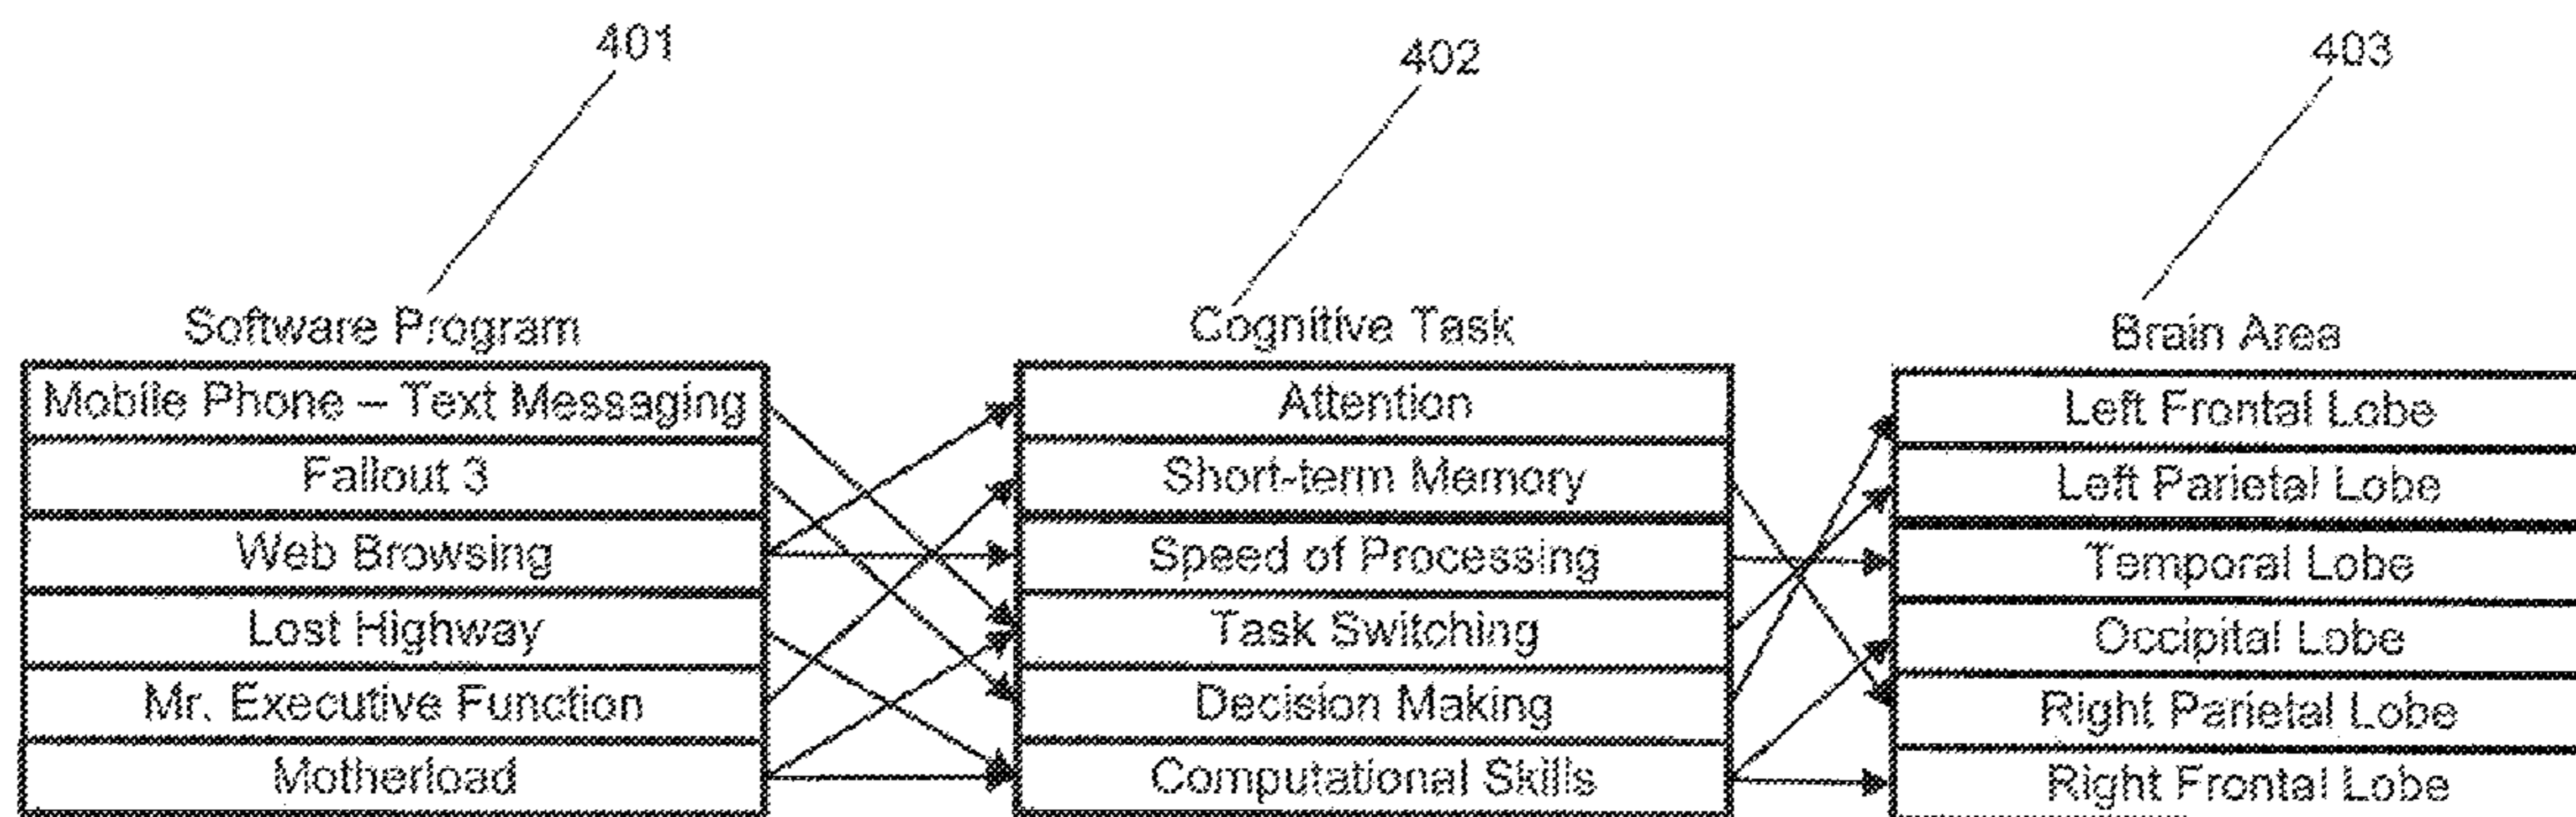 401
402
403
Software Program
Cognitive Task
Brain Area
Mobile Phone – Text Messaging
Attention
Left Frontal Lobe
Fallout 3
Short-term Memory
Left Parietal Lobe
Web Browsing
Speed of Processing
Temporal Lobe
Lost Highway
Task Switching
Occipital Lobe
Mr. Executive Function
Decision Making
Right Parietal Lobe
Motherload
Computational Skills
Right Frontal Lobe